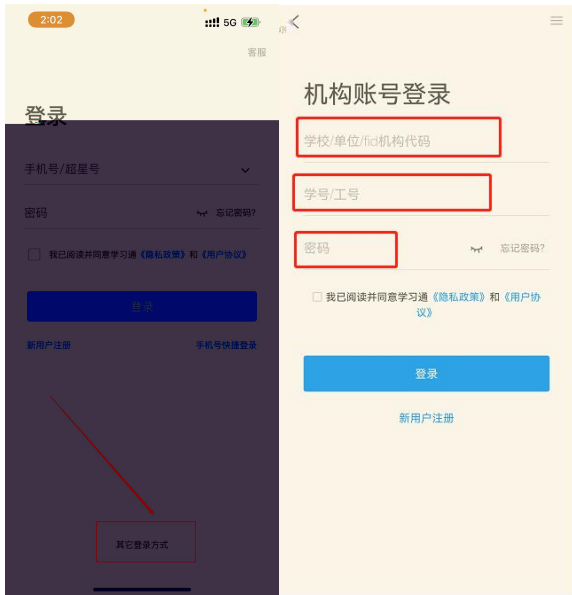 2:02
5G
客服
登录
手机号/超星号
密码
忘记密码?
我已阅读并同意学习通《隐私政策》和《用户协议》
登录
新用户注册
手机号快捷登录
其它登录方式
机构账号登录
学校/单位/fid机构代码
学号/工号
密码
忘记密码?
我已阅读并同意学习通《隐私政策》和《用户协
议》
登录
新用户注册